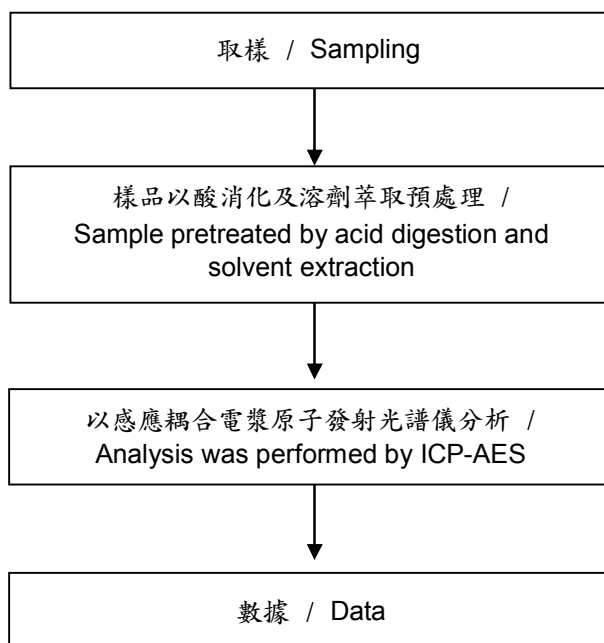 取樣 / Sampling
樣品以酸消化及溶劑萃取預處理 /
Sample pretreated by acid digestion and
solvent extraction
以感應耦合電漿原子發射光譜儀分析 /
Analysis was performed by ICP-AES
數據 / Data